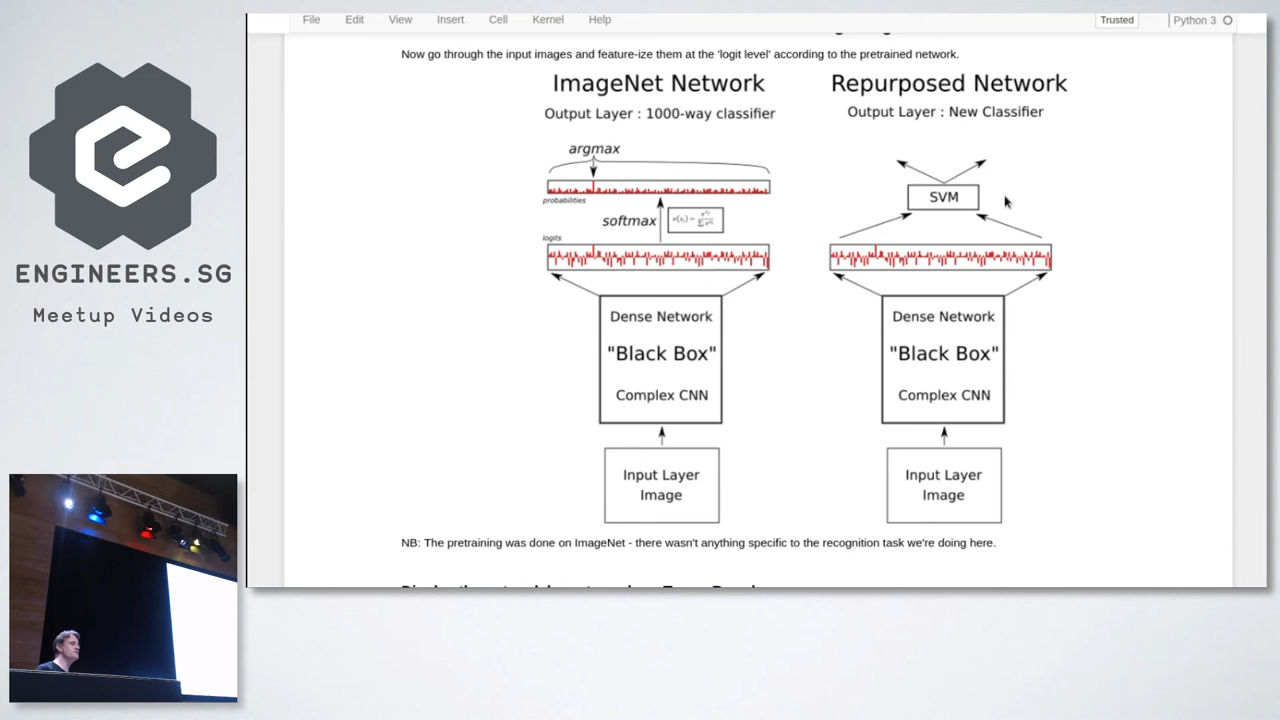 ENGINEERS.SG
Meetup Videos
File Edit View Insert Cell Kernel Help
Trusted
Python 3
Now go through the input images and feature-ize them at the 'logit level' according to the pretrained network.
ImageNet Network
Output Layer : 1000-way classifier
argmax
probabilities
softmax
logits
Dense Network
"Black Box"
Complex CNN
Input Layer
Image
Repurposed Network
Output Layer : New Classifier
SVM
Dense Network
"Black Box"
Complex CNN
Input Layer
Image
NB: The pretraining was done on ImageNet - there wasn't anything specific to the recognition task we're doing here.